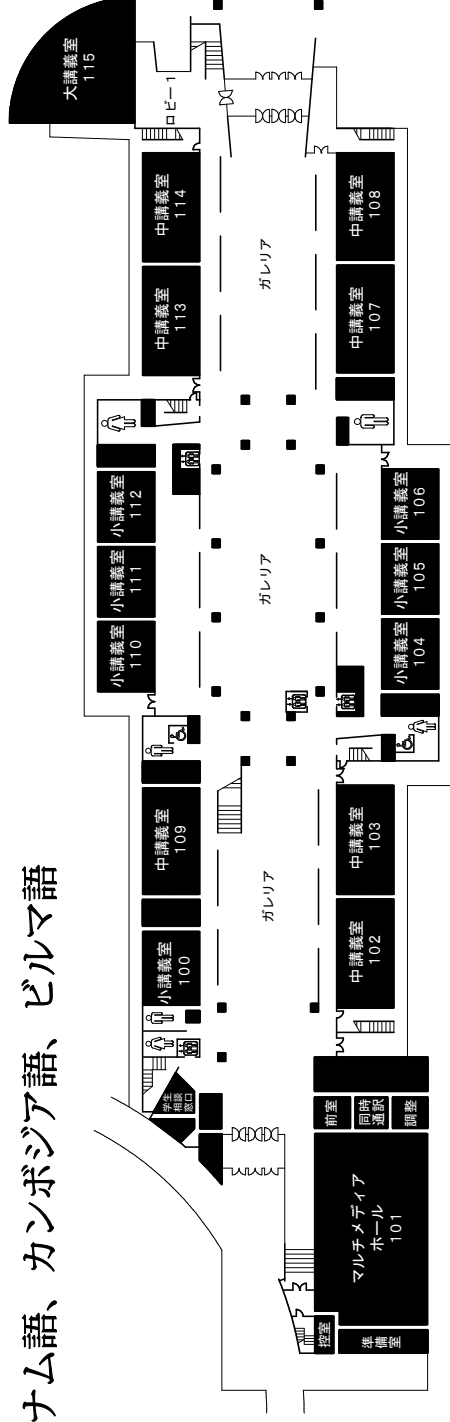 ナム語、カンボジア語、ビルマ語
大講義室
115
ロビー1
中講義室
114
中講義室
113
小講義室
112
小講義室
111
小講義室
110
中講義室
109
小講義室
100
学生
相談
窓口
ガレリア
ガレリア
ガレリア
中講義室
108
中講義室
107
小講義室
106
小講義室
105
小講義室
104
中講義室
103
中講義室
102
前室
同時
通訳
調整
マルチメディア
ホール
101
控室
準備
室